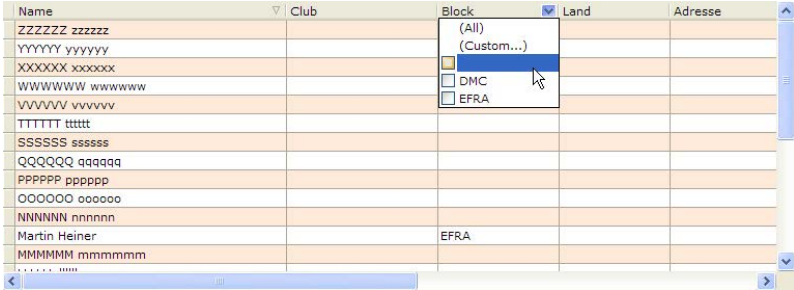 Name Club Block Land Adresse
ZZZZZZ zzzzzz
(All)
YYYYYY yyyyyy
(Custom...)
XXXXXX xxxxxx
WWWWWW wwwwww
DMC
VVVVVV vvvvvv
EFRA
TTTTTT tttttt
SSSSSS ssssss
QQQQQQ qqqqqq
PPPPPP pppppp
OOOOOO oooooo
NNNNNN nnnnnn
Martin Heiner EFRA
MMMMMM mmmmmm